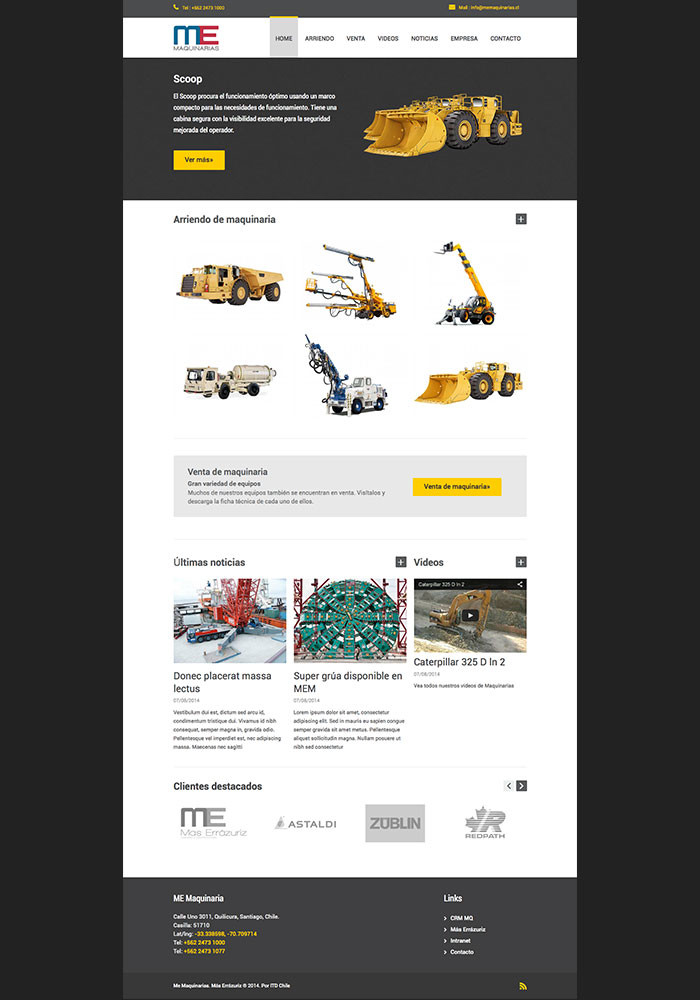 Tel : +562 2473 1000
Mail : info@memaquinarias.cl
ME
MAQUINARIAS
HOME
ARRIENDO
VENTA
VIDEOS
NOTICIAS
EMPRESA
CONTACTO
Scoop
El Scoop procura el funcionamiento óptimo usando un marco
compacto para las necesidades de funcionamiento. Tiene una
cabina segura con la visibilidad excelente para la seguridad
mejorada del operador.
Ver más»
Arriendo de maquinaria
Venta de maquinaria
Gran variedad de equipos
Muchos de nuestros equipos también se encuentran en venta. Visítalos y
descarga la ficha técnica de cada uno de ellos.
Venta de maquinaria»
Últimas noticias
Videos
Caterpillar 325 D ln 2
Donec placerat massa
lectus
07/08/2014
Vestibulum dui est, dictum sed arcu id,
condimentum tristique dui. Vivamus id nibh
consequat, semper magna in, gravida odio.
Pellentesque vel imperdiet est, nec adipiscing
massa. Maecenas nec sagitti
Super grúa disponible en
MEM
07/08/2014
Lorem ipsum dolor sit amet, consectetur
adipiscing elit. Sed in mauris eu sapien congue
semper gravida sit amet metus. Pellentesque
aliquet sollicitudin magna. Nullam posuere ut
nibh sed consectetur
Caterpillar 325 D ln 2
07/08/2014
Vea todos nuestros videos de Maquinarias
Clientes destacados
ME
Mas Errázuriz
ASTALDI
ZÜBLIN
REDPATH
ME Maquinaria
Calle Uno 3011, Quilicura, Santiago, Chile.
Casilla: 51710
Lat/lng: -33.338598, -70.709714
Tel: +562 2473 1000
Tel: +562 2473 1077
Links
CRM MQ
Más Errázuriz
Intranet
Contacto
Me Maquinarias. Más Errázuriz ® 2014. Por ITD Chile